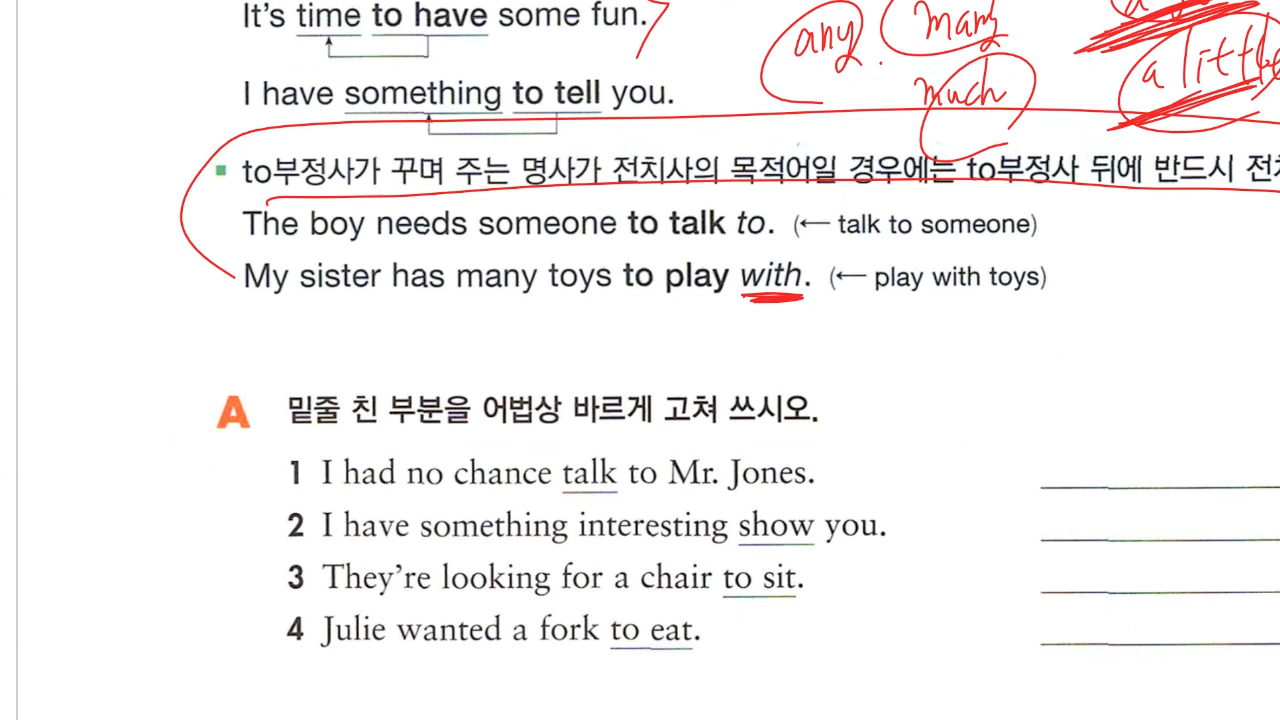 It's time to have some fun.
any many
much
a little
I have something to tell you.
to부정사가 꾸며 주는 명사가 전치사의 목적어일 경우에는 to부정사 뒤에 반드시
The boy needs someone to talk to. (← talk to someone)
My sister has many toys to play with. (← play with toys)
A 밑줄 친 부분을 어법상 바르게 고쳐 쓰시오.
1 I had no chance talk to Mr. Jones.
2 I have something interesting show you.
3 They're looking for a chair to sit.
4 Julie wanted a fork to eat.